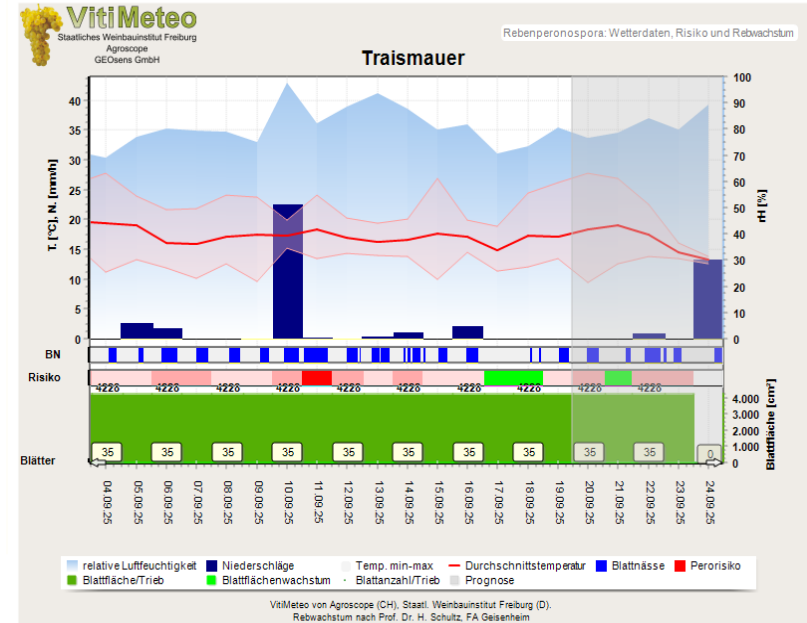 VitiMeteo
Staatliches Weinbauinstitut Freiburg
Agroscope
GEOsens GmbH
Rebenperonospora: Wetterdaten, Risiko und Rebwachstum
Traismauer
T. [°C], N. [mm/h]
40
35
30
25
20
15
10
5
0
100
90
80
70
60
50
40
30
20
10
0
rH [%]
BN
Risiko
4228 4228 4228 4228 4228 4228 4228 4228 4228 4228
4.000
3.000
2.000
1.000
0
Blattfläche [cm²]
Blätter
35 35 35 35 35 35 35 35 35 35 0
04.09.25 05.09.25 06.09.25 07.09.25 08.09.25 09.09.25 10.09.25 11.09.25 12.09.25 13.09.25 14.09.25 15.09.25 16.09.25 17.09.25 18.09.25 19.09.25 20.09.25 21.09.25 22.09.25 23.09.25 24.09.25
relative Luftfeuchtigkeit Niederschläge Temp. min-max Durchschnittstemperatur Blattnässe Perorisiko
Blattfläche/Trieb Blattflächenwachstum Blattanzahl/Trieb Prognose
VitiMeteo von Agroscope (CH), Staatl. Weinbauinstitut Freiburg (D).
Rebwachstum nach Prof. Dr. H. Schultz, FA Geisenheim